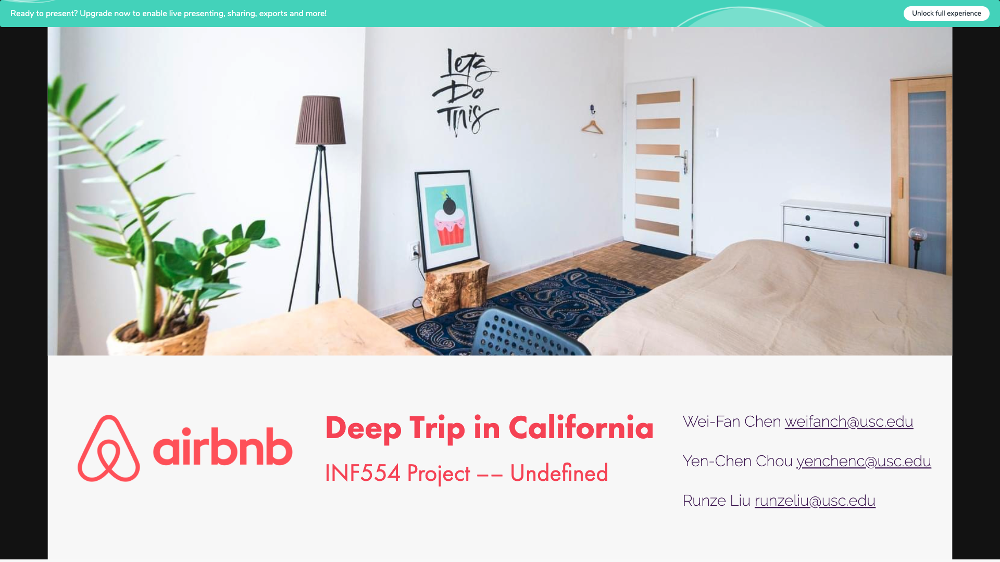 Ready to present? Upgrade now to enable live presenting, sharing, exports and more!
Unlock full experience
Lets
Do
This
airbnb
Deep Trip in California
INF554 Project –– Undefined
Wei-Fan Chen weifanch@usc.edu
Yen-Chen Chou yenchenc@usc.edu
Runze Liu runzeliu@usc.edu